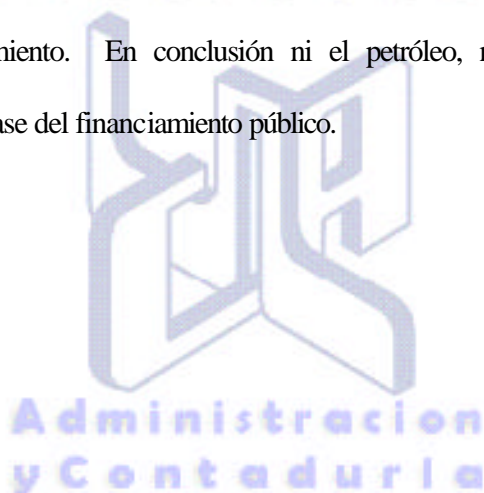 miento. En conclusión ni el petróleo,
ase del financiamiento público.
Administracion
y Contaduria